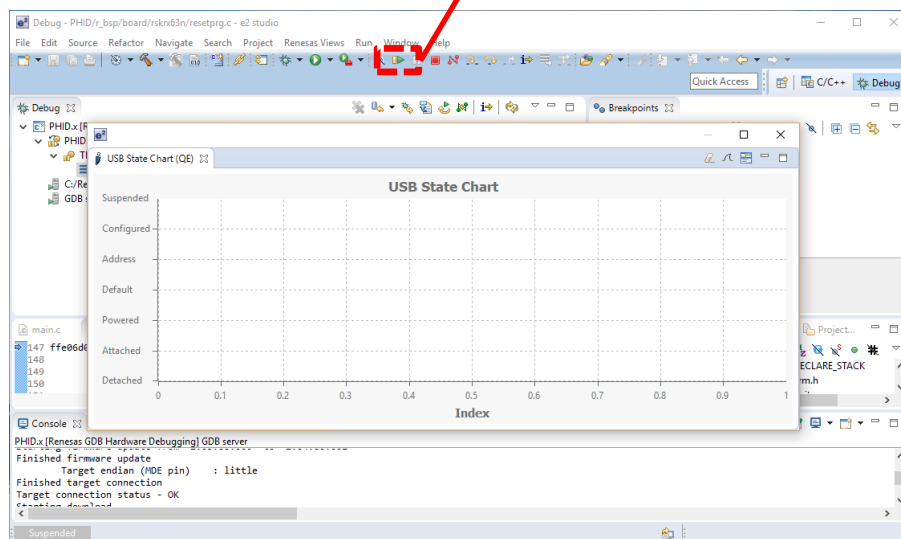 Debug - PHID/r_bsp/board/rskrx63n/resetprg.c - e2 studio
File Edit Source Refactor Navigate Search Project Renesas Views Run Window Help
Quick Access
C/C++
Debug
Debug
Breakpoints
PHID.x [R
PHID
C:/Re
GDB s
USB State Chart (QE)
USB State Chart
Suspended
Configured
Address
Default
Powered
Attached
Detached
0 0.1 0.2 0.3 0.4 0.5 0.6 0.7 0.8 0.9 1
Index
main.c
Project...
147 ffe06d
148
149
150
ECLARE_STACK
rm.h
Console
PHID.x [Renesas GDB Hardware Debugging] GDB server
Finished firmware update
Target endian (MDE pin) : little
Finished target connection
Target connection status - OK
Starting download
Suspended